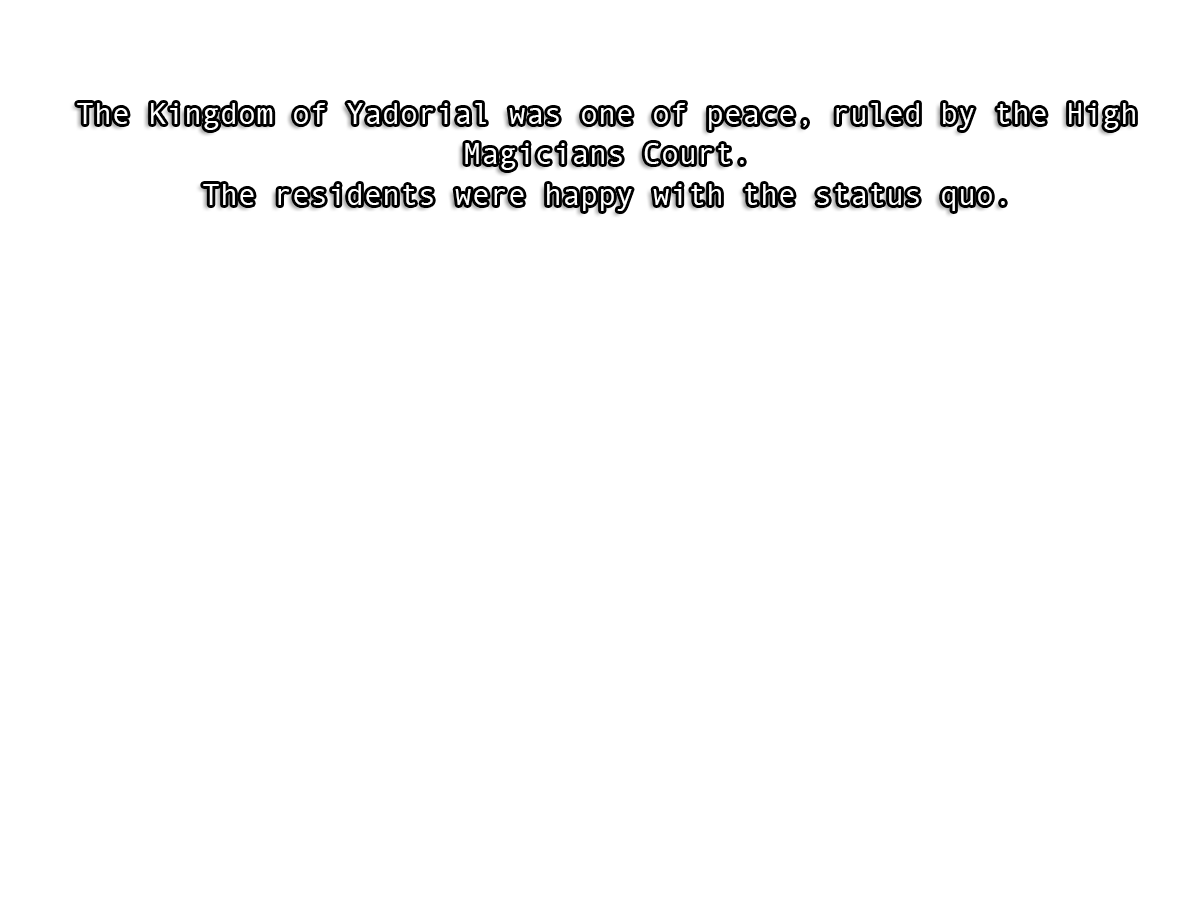 The Kingdom of Yadorial was one of peace, ruled by the High
Magicians Court.
The residents were happy with the status quo.